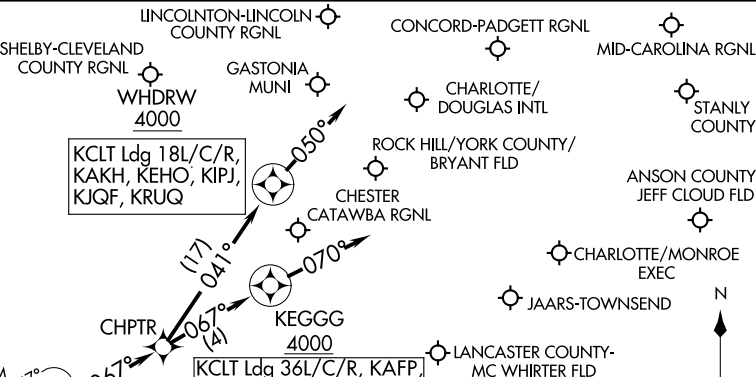 LINCOLNTON-LINCOLN
COUNTY RGNL
CONCORD-PADGETT RGNL
MID-CAROLINA RGNL
SHELBY-CLEVELAND
COUNTY RGNL
GASTONIA
MUNI
CHARLOTTE/
DOUGLAS INTL
STANLY
COUNTY
WHDRW
4000
KCLT Ldg 18L/C/R,
KAKH, KEHO, KIPJ,
KJQF, KRUQ
050°
ROCK HILL/YORK COUNTY/
BRYANT FLD
ANSON COUNTY
JEFF CLOUD FLD
CHESTER
CATAWBA RGNL
(17)
041°
070°
CHARLOTTE/MONROE
EXEC
JAARS-TOWNSEND
N
CHPTR
067°
(4)
KEGGG
4000
KCLT Ldg 36L/C/R, KAFP,
LANCASTER COUNTY-
MC WHIRTER FLD
067°